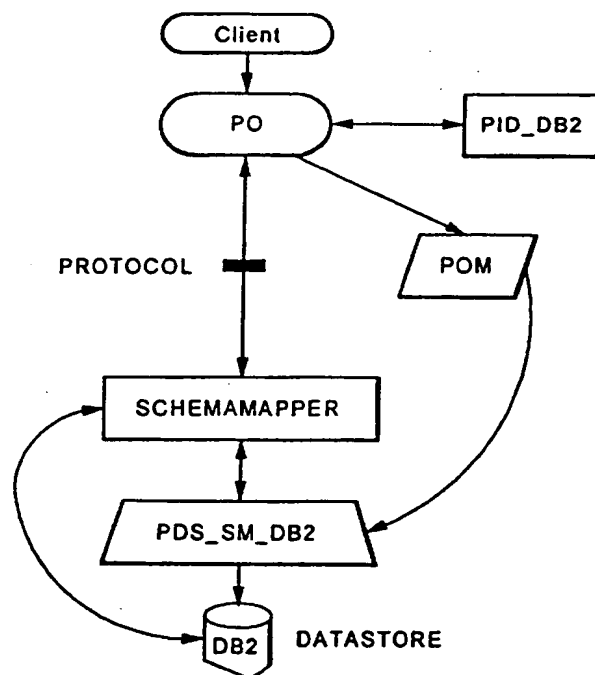 Client
PO
PID_DB2
PROTOCOL
POM
SCHEMAMAPPER
PDS_SM_DB2
DB2
DATASTORE